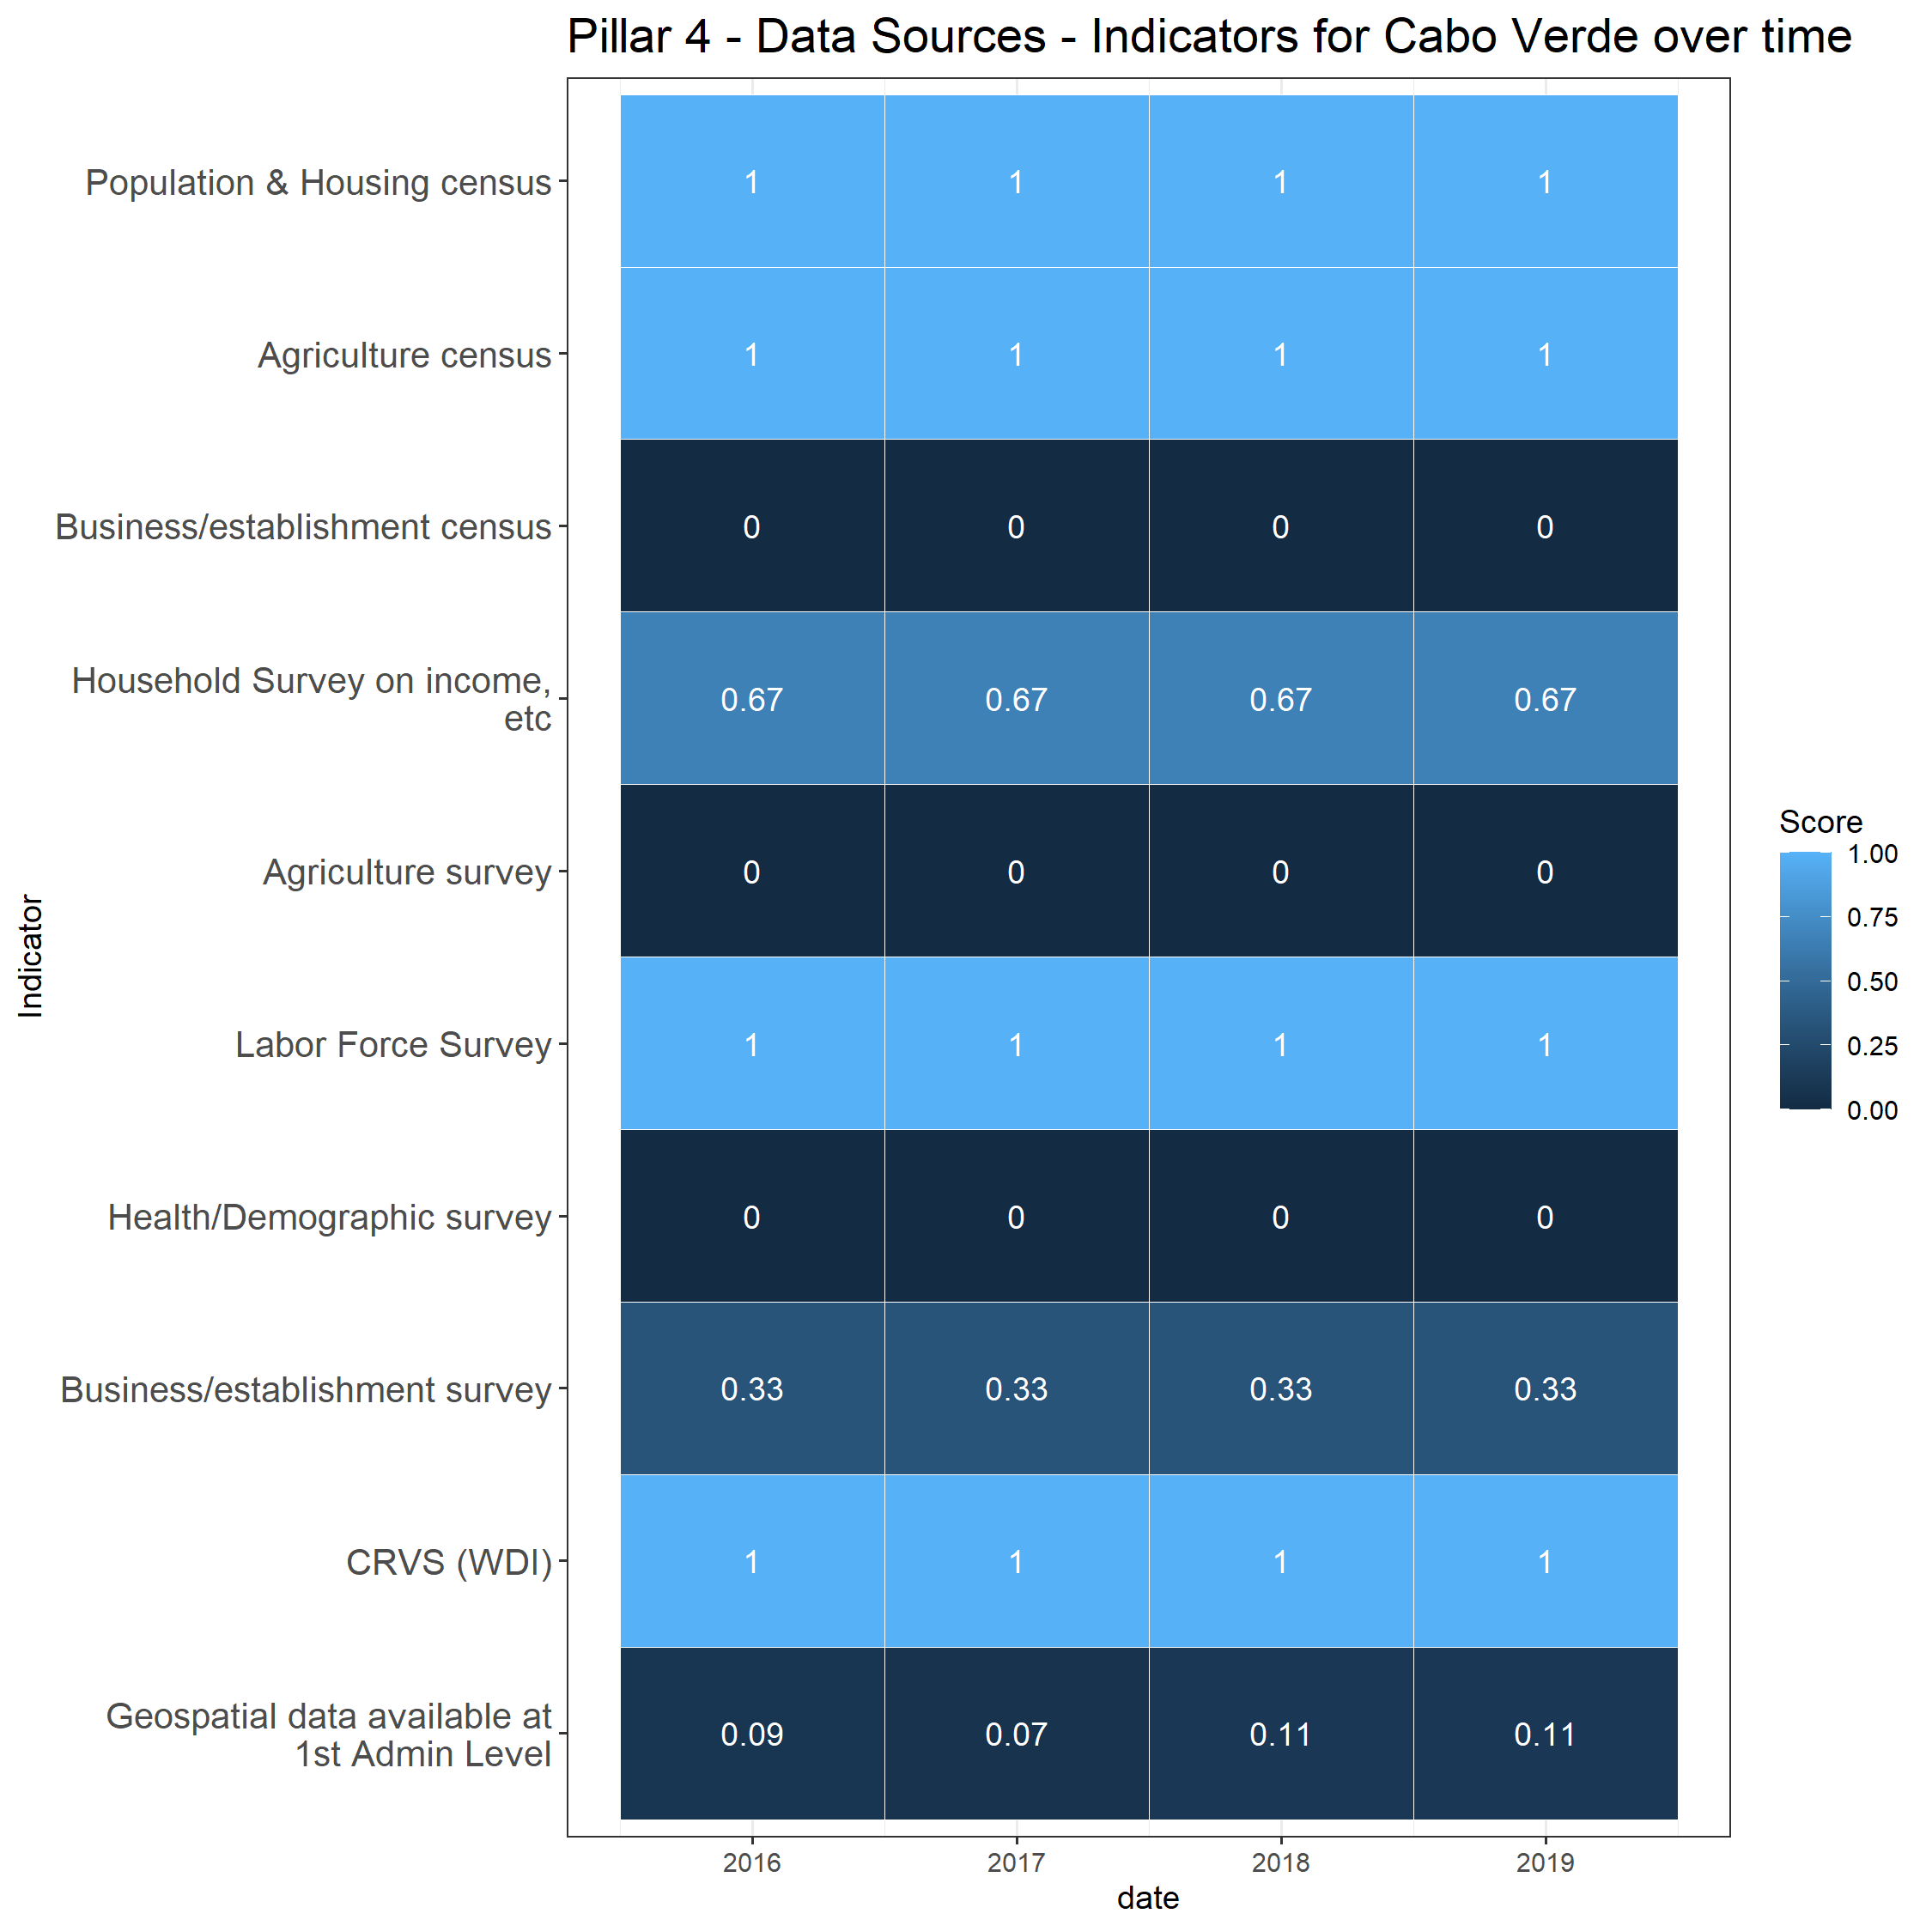 Pillar 4 - Data Sources - Indicators for Cabo Verde over time
Indicator
Population & Housing census
1 1 1 1
Agriculture census
1 1 1 1
Business/establishment census
0 0 0 0
Household Survey on income,
etc
0.67 0.67 0.67 0.67
Agriculture survey
0 0 0 0
Labor Force Survey
1 1 1 1
Health/Demographic survey
0 0 0 0
Business/establishment survey
0.33 0.33 0.33 0.33
CRVS (WDI)
1 1 1 1
Geospatial data available at
1st Admin Level
0.09 0.07 0.11 0.11
2016 2017 2018 2019
date
Score
1.00
0.75
0.50
0.25
0.00